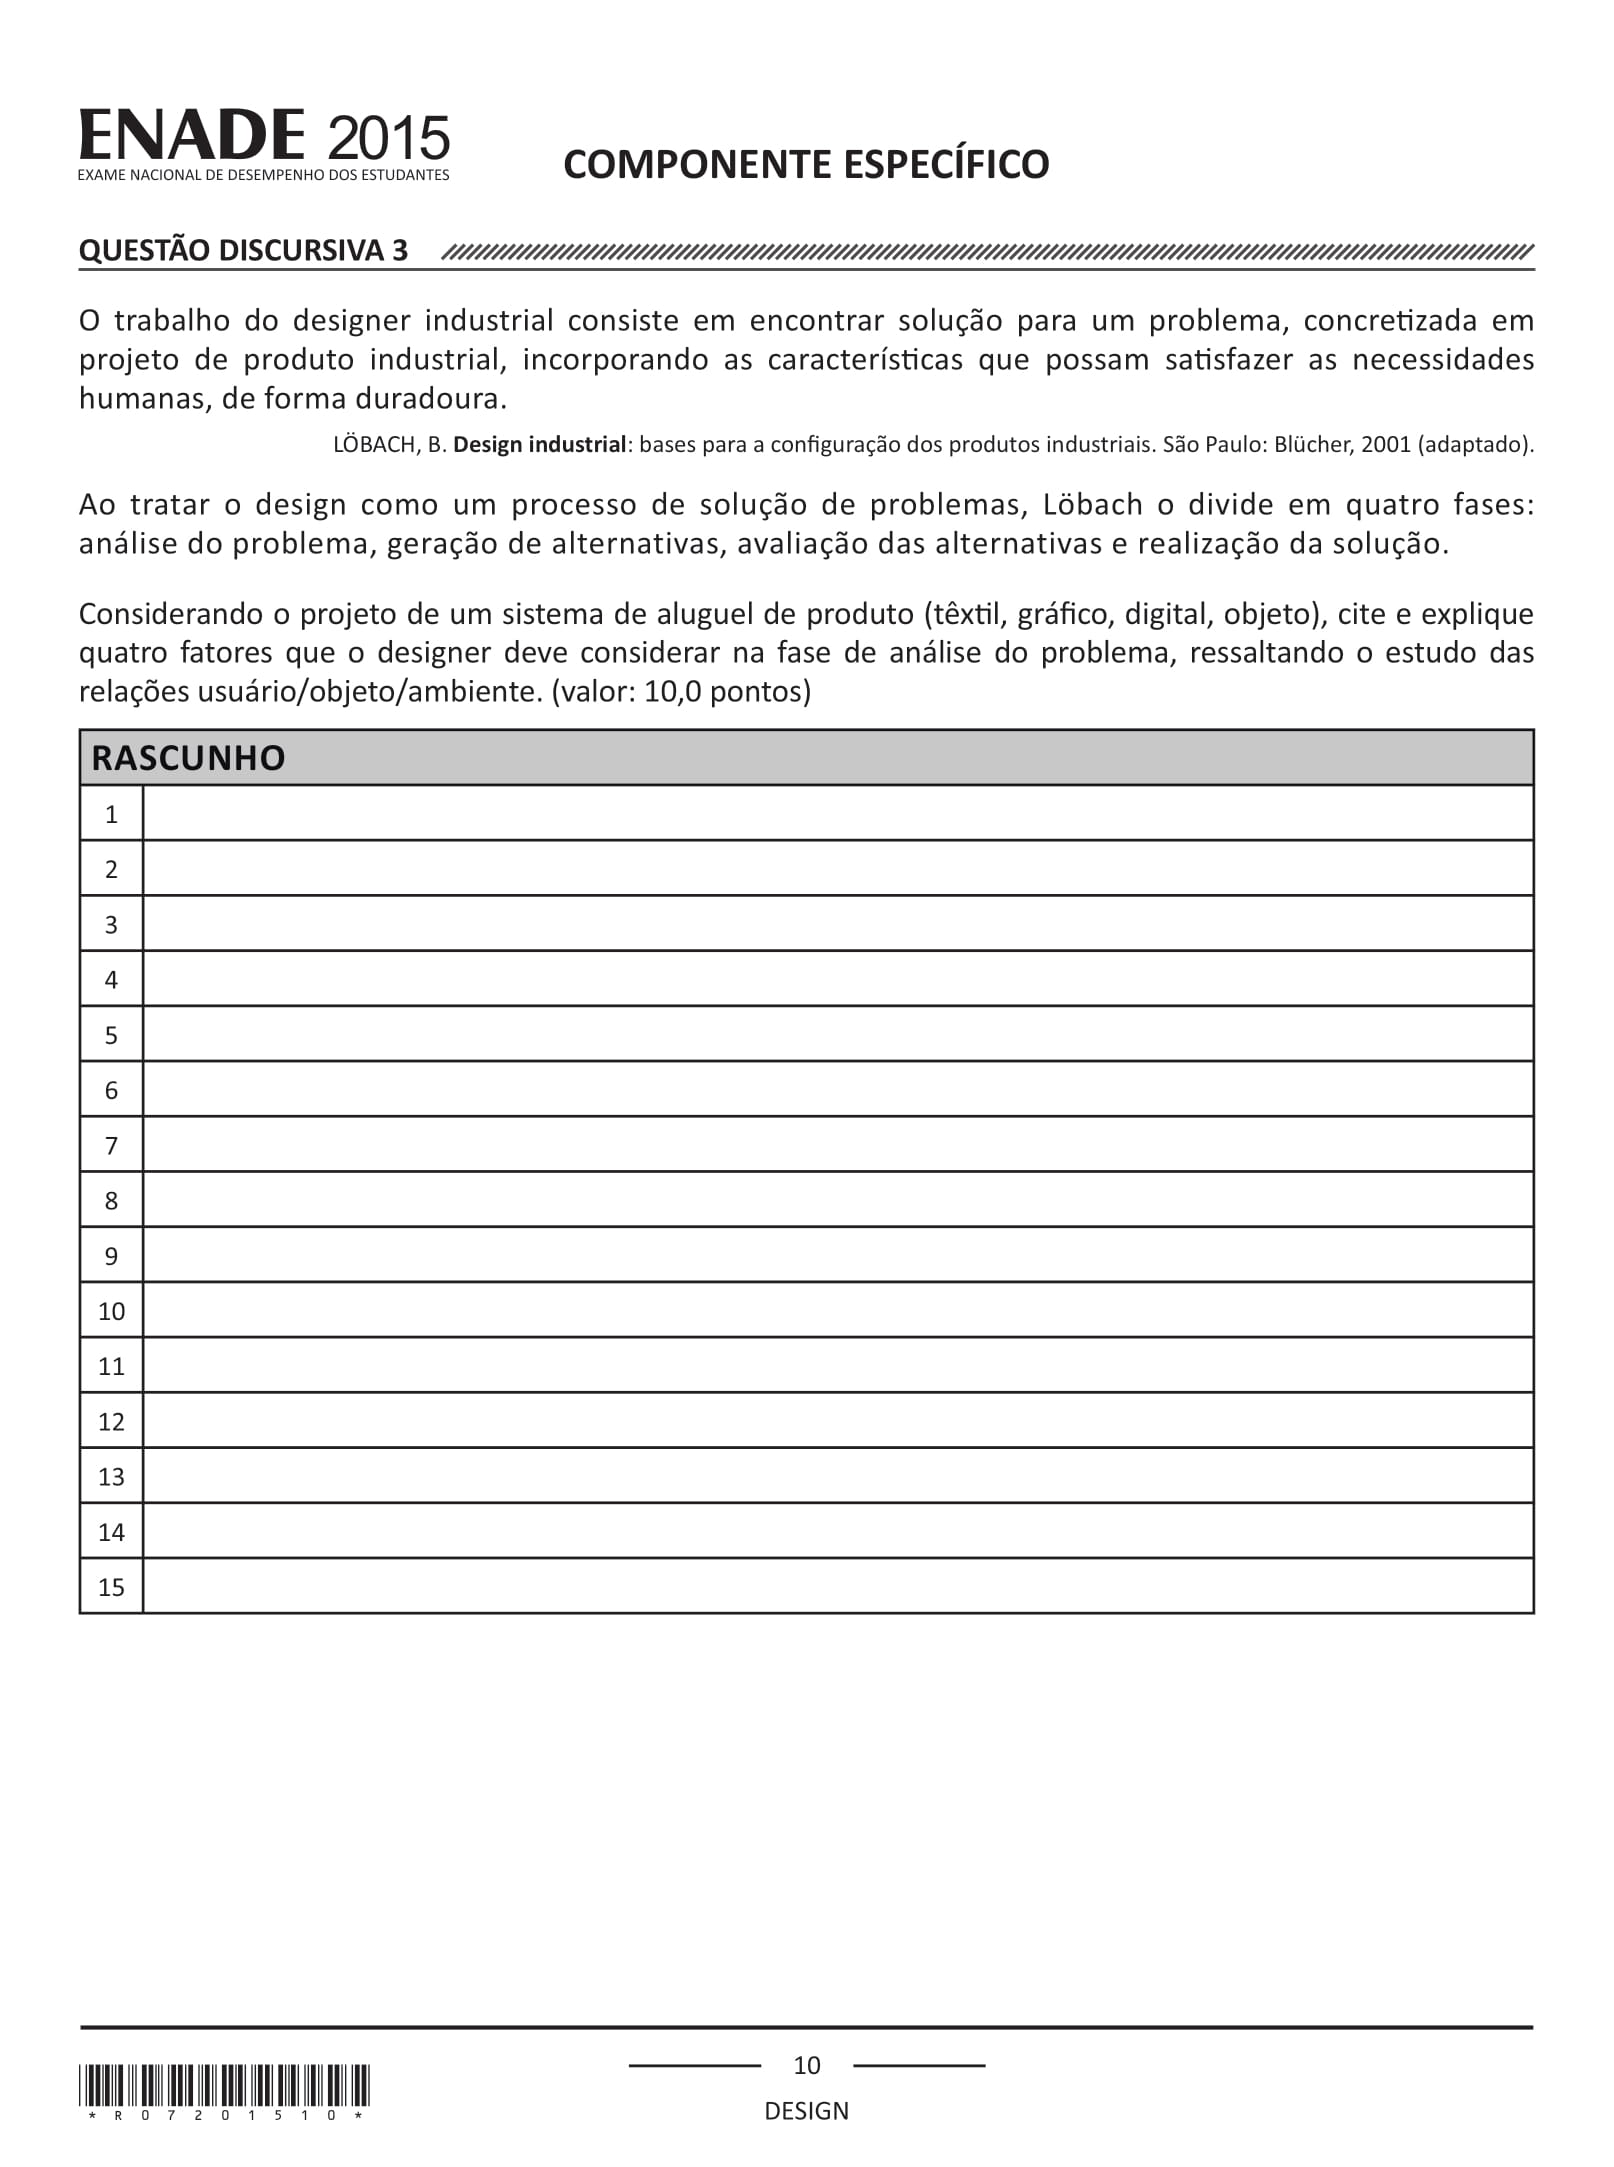 ENADE 2015
EXAME NACIONAL DE DESEMPENHO DOS ESTUDANTES
COMPONENTE ESPECÍFICO
QUESTÃO DISCURSIVA 3
O trabalho do designer industrial consiste em encontrar solução para um problema, concretizada em
projeto de produto industrial, incorporando as características que possam satisfazer as necessidades
humanas, de forma duradoura.
LÖBACH, B. Design industrial: bases para a configuração dos produtos industriais. São Paulo: Blücher, 2001 (adaptado).
Ao tratar o design como um processo de solução de problemas, Löbach o divide em quatro fases:
análise do problema, geração de alternativas, avaliação das alternativas e realização da solução.
Considerando o projeto de um sistema de aluguel de produto (têxtil, gráfico, digital, objeto), cite e explique
quatro fatores que o designer deve considerar na fase de análise do problema, ressaltando o estudo das
relações usuário/objeto/ambiente. (valor: 10,0 pontos)
RASCUNHO
1
2
3
4
5
6
7
8
9
10
11
12
13
14
15
10
DESIGN
*R07201510*